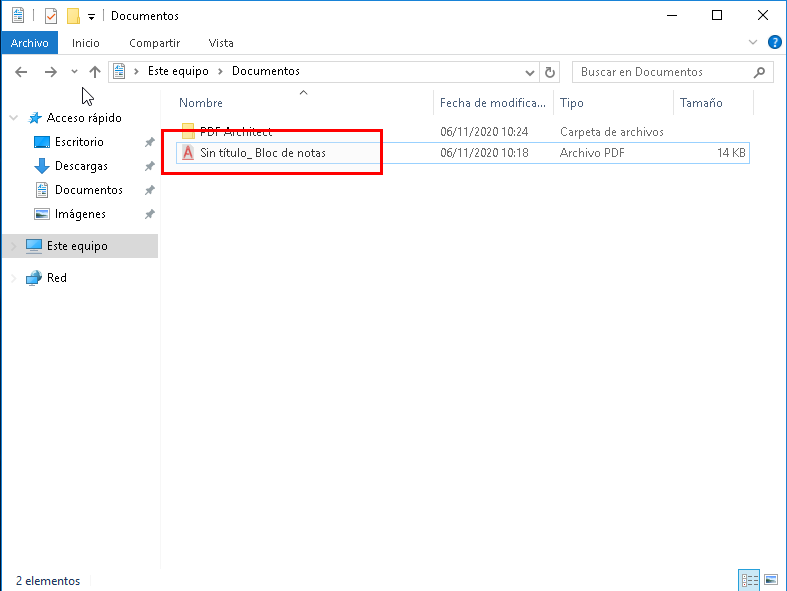 Documentos
Archivo Inicio Compartir Vista
Este equipo Documentos Buscar en Documentos
Nombre Fecha de modifica... Tipo Tamaño
Acceso rápido
Escritorio
Descargas
Documentos
Imágenes
Este equipo
Red
PDF Architect 06/11/2020 10:24 Carpeta de archivos
Sin título_ Bloc de notas 06/11/2020 10:18 Archivo PDF 14 KB
2 elementos